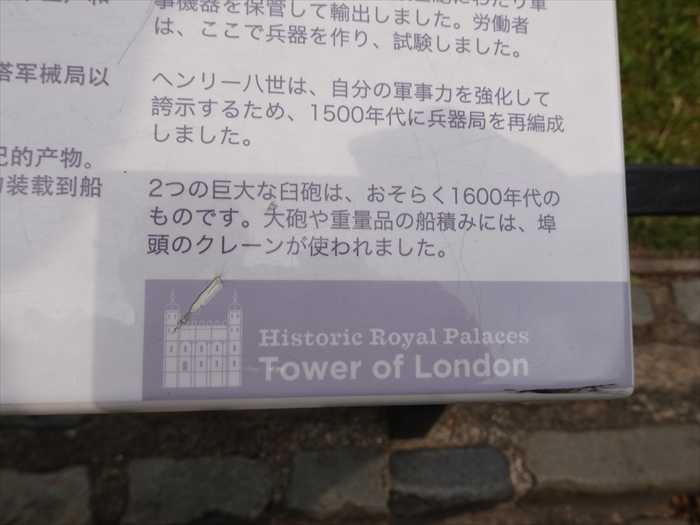 事機器を保管して輸出しました。労働者
は、ここで兵器を作り、試験しました。
塔军械局以
ヘンリー八世は、自分の軍事力を強化して
誇示するため、1500年代に兵器局を再編成
しました。
的产物。
装载到船
2つの巨大な臼砲は、おそらく1600年代の
ものです。大砲や重量品の船積みには、埠
頭のクレーンが使われました。
Historic Royal Palaces
Tower of London